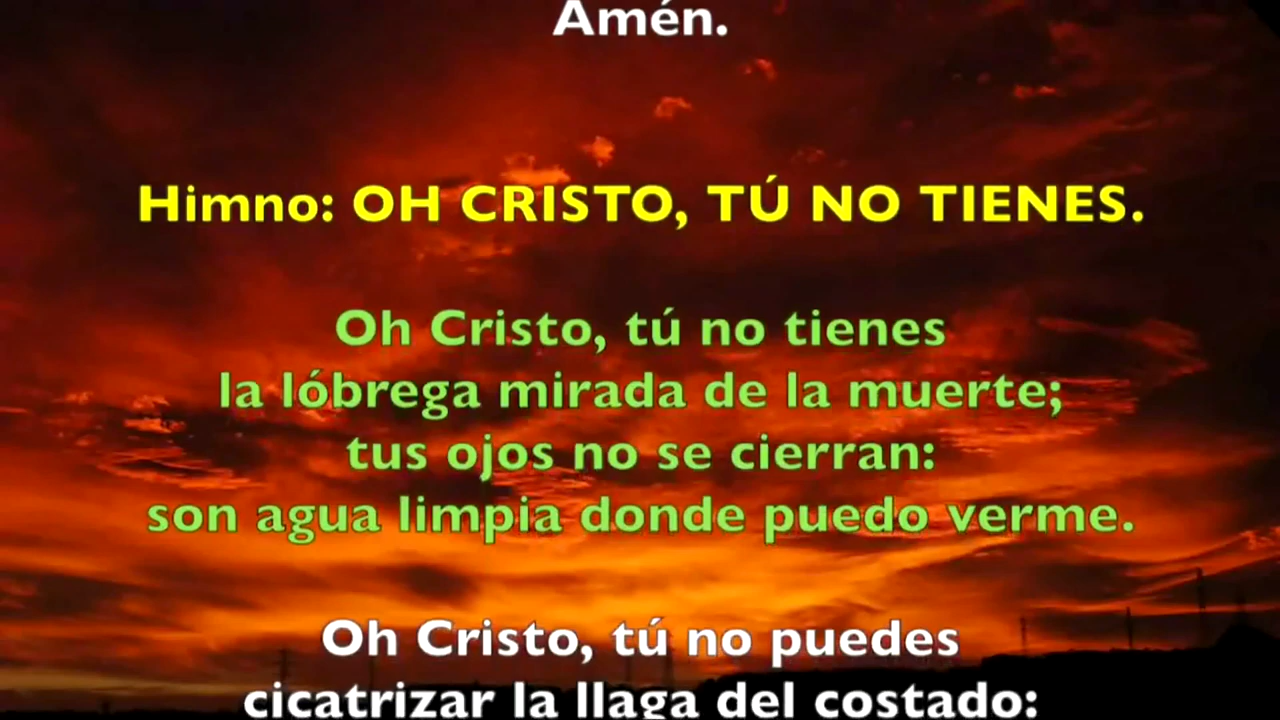 Amén.
Himno: OH CRISTO, TÚ NO TIENES.
Oh Cristo, tú no tienes
la lóbrega mirada de la muerte;
tus ojos no se cierran:
son agua limpia donde puedo verme.
Oh Cristo, tú no puedes
cicatrizar la llaga del costado: